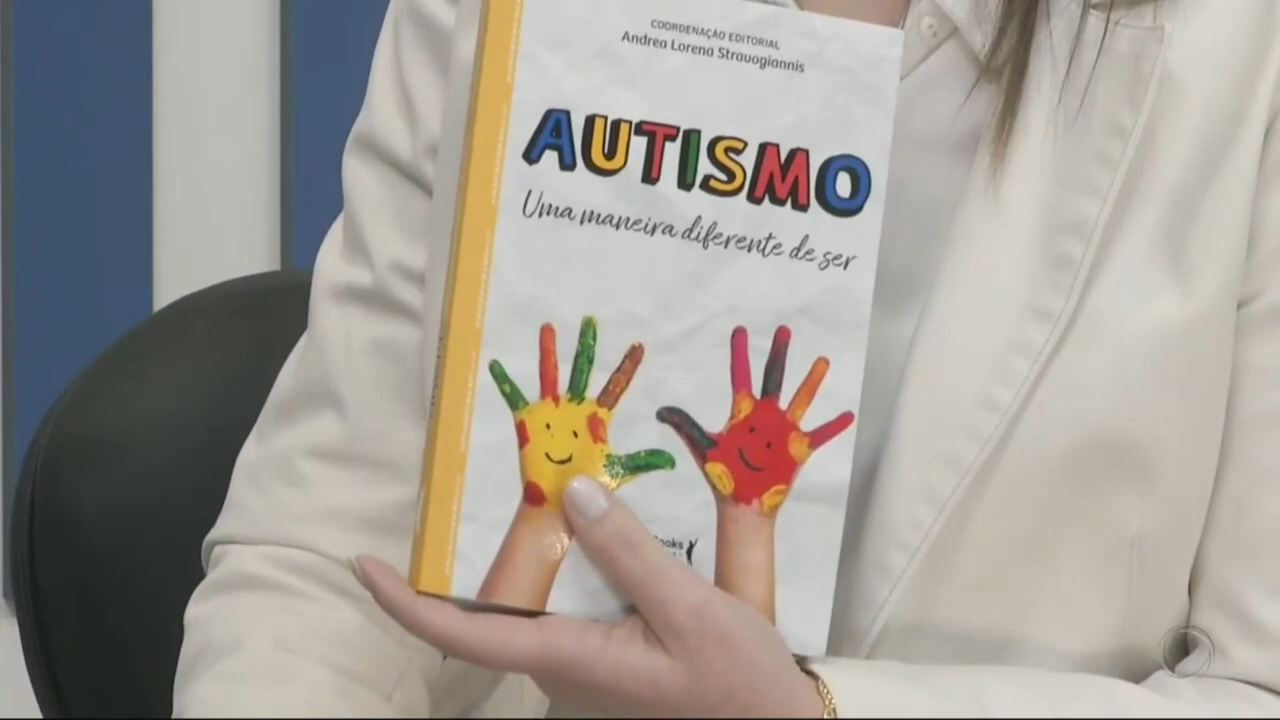 COORDENAÇÃO EDITORIAL
Andrea Lorena Stravogiannis
AUTISMO
Uma maneira diferente de ser